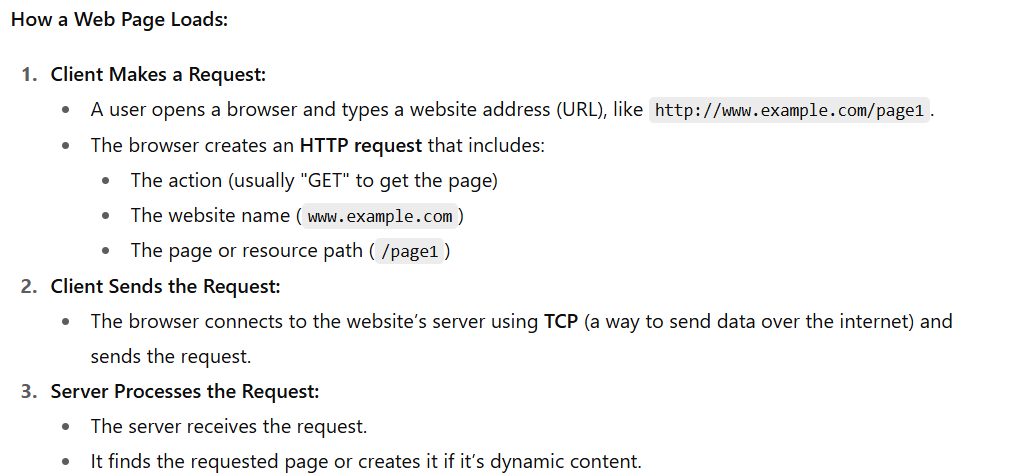 How a Web Page Loads:
1. Client Makes a Request:
• A user opens a browser and types a website address (URL), like http://www.example.com/page1.
• The browser creates an HTTP request that includes:
• The action (usually "GET" to get the page)
• The website name (www.example.com)
• The page or resource path (/page1)
2. Client Sends the Request:
• The browser connects to the website’s server using TCP (a way to send data over the internet) and
sends the request.
3. Server Processes the Request:
• The server receives the request.
• It finds the requested page or creates it if it’s dynamic content.